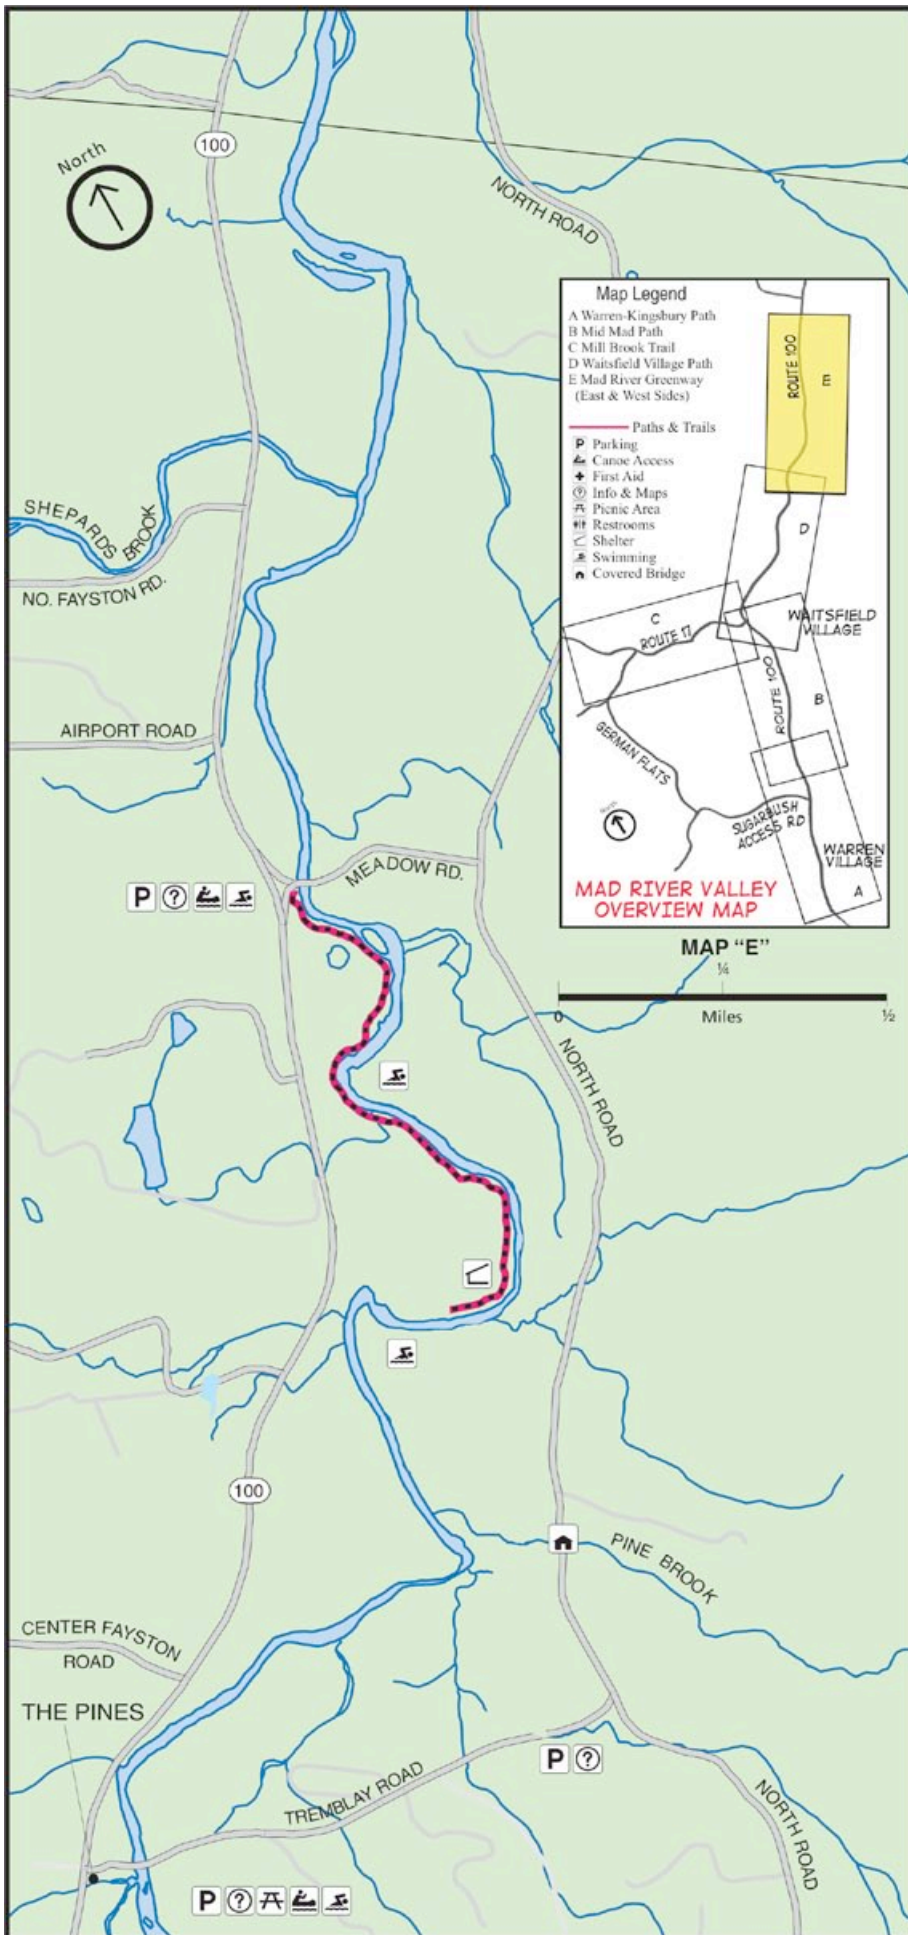 North
100
NORTH ROAD
Map Legend
A Warren-Kingsbury Path
B Mid Mad Path
C Mill Brook Trail
D Waitsfield Village Path
E Mad River Greenway
(East & West Sides)
Paths & Trails
P Parking
Canoe Access
First Aid
? Info & Maps
Picnic Area
Restrooms
Shelter
Swimming
Covered Bridge
ROUTE 100
E
D
WAITSFIELD
VILLAGE
C
ROUTE 17
ROUTE 100
B
GERMAN FLATS
North
SUGARBUSH
ACCESS RD
WARREN
VILLAGE
A
MAD RIVER VALLEY
OVERVIEW MAP
SHEPARDS BROOK
NO. FAYSTON RD.
AIRPORT ROAD
MEADOW RD.
P ?
MAP “E”
¼
0 Miles ½
NORTH ROAD
100
PINE BROOK
CENTER FAYSTON
ROAD
THE PINES
P ?
TREMBLAY ROAD
NORTH ROAD
P ?